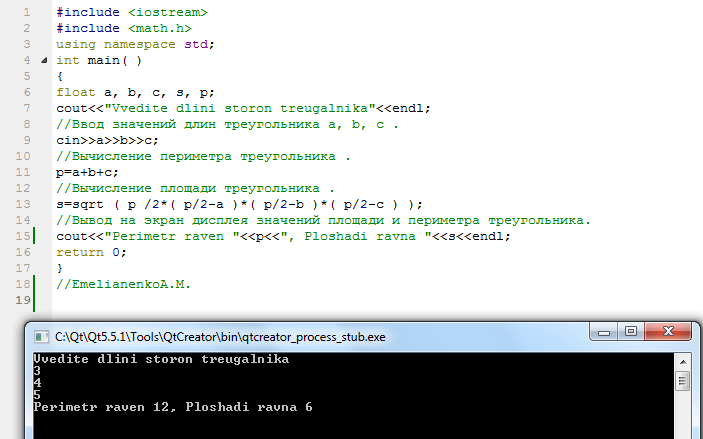 1 #include <iostream>
2 #include <math.h>
3 using namespace std;
4 int main( )
5 {
6 float a, b, c, s, p;
7 cout<<"Vvedite dlini storon treugalnika"<<endl;
8 //Ввод значений длин треугольника a, b, c .
9 cin>>a>>b>>c;
10 //Вычисление периметра треугольника .
11 p=a+b+c;
12 //Вычисление площади треугольника .
13 s=sqrt ( p /2*( p/2-a )*( p/2-b )*( p/2-c ) );
14 //Вывод на экран дисплея значений площади и периметра треугольника.
15 cout<<"Perimetr raven "<<p<<", Ploshadi ravna "<<s<<endl;
16 return 0;
17 }
18 //EmelianenkoA.M.
19
C:\Qt\Qt5.5.1\Tools\QtCreator\bin\qtcreator_process_stub.exe
Vvedite dlini storon treugalnika
3
4
5
Perimetr raven 12, Ploshadi ravna 6